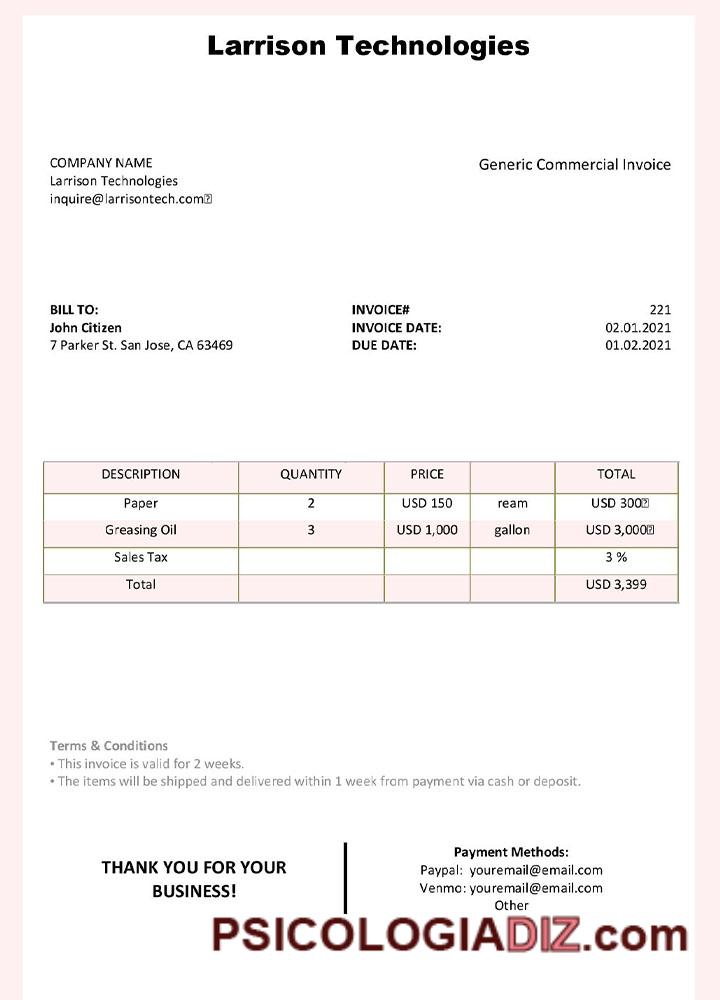 Larrison Technologies
COMPANY NAME
Larrison Technologies
inquire@larrisontech.com
Generic Commercial Invoice
BILL TO:
John Citizen
7 Parker St. San Jose, CA 63469
INVOICE# 221
INVOICE DATE: 02.01.2021
DUE DATE: 01.02.2021
DESCRIPTION QUANTITY PRICE TOTAL
Paper 2 USD 150 ream USD 300
Greasing Oil 3 USD 1,000 gallon USD 3,000
Sales Tax 3 %
Total USD 3,399
Terms & Conditions
• This invoice is valid for 2 weeks.
• The items will be shipped and delivered within 1 week from payment via cash or deposit.
THANK YOU FOR YOUR
BUSINESS!
Payment Methods:
Paypal: youremail@email.com
Venmo: youremail@email.com
Other
PSICOLOGIADIZ.com